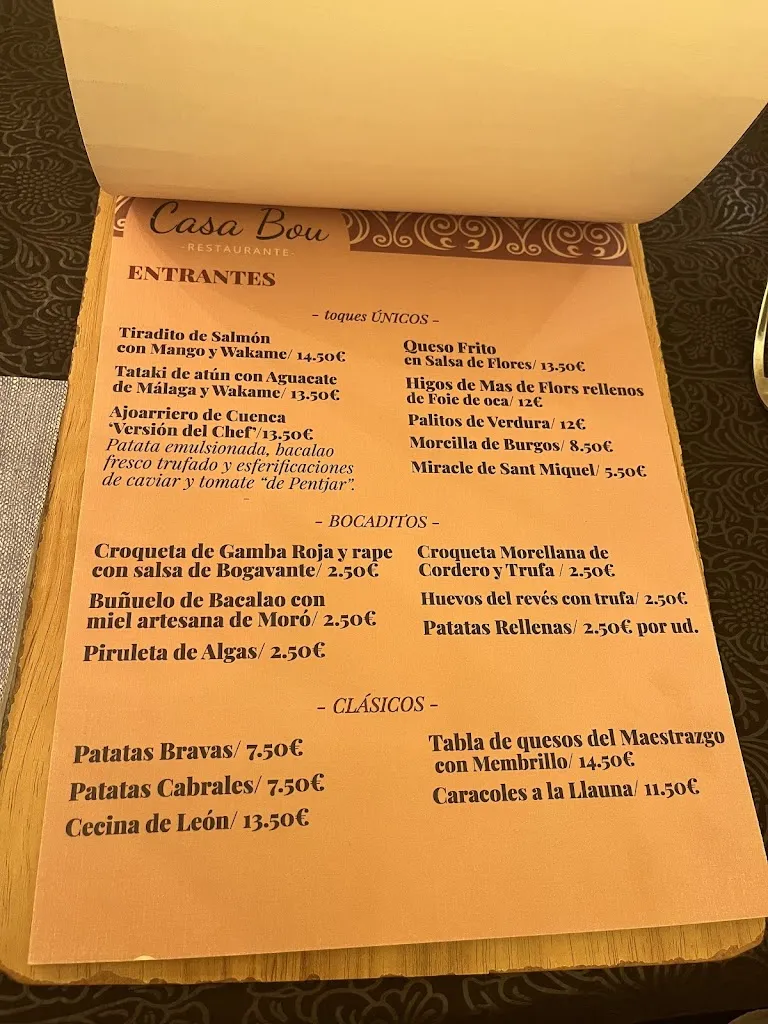 Casa Bou
-RESTAURANTE-
ENTRANTES
- toques ÚNICOS -
Tiradito de Salmón
con Mango y Wakame/ 14.50€
Tataki de atún con Aguacate
de Málaga y Wakame/ 13.50€
Ajoarriero de Cuenca
‘Versión del Chef’/13.50€
Patata emulsionada, bacalao
fresco trufado y esferificaciones
de caviar y tomate “de Pentjar”.
Queso Frito
en Salsa de Flores/ 13.50€
Higos de Mas de Flors rellenos
de Foie de oca/ 12€
Palitos de Verdura/ 12€
Morcilla de Burgos/ 8.50€
Miracle de Sant Miquel/ 5.50€
- BOCADITOS -
Croqueta de Gamba Roja y rape
con salsa de Bogavante/ 2.50€
Buñuelo de Bacalao con
miel artesana de Moró/ 2.50€
Piruleta de Algas/ 2.50€
Croqueta Morellana de
Cordero y Trufa / 2.50€
Huevos del revés con trufa/ 2.50€
Patatas Rellenas/ 2.50€ por ud.
- CLÁSICOS -
Patatas Bravas/ 7.50€
Patatas Cabrales/ 7.50€
Cecina de León/ 13.50€
Tabla de quesos del Maestrazgo
con Membrillo/ 14.50€
Caracoles a la Llauna/ 11.50€